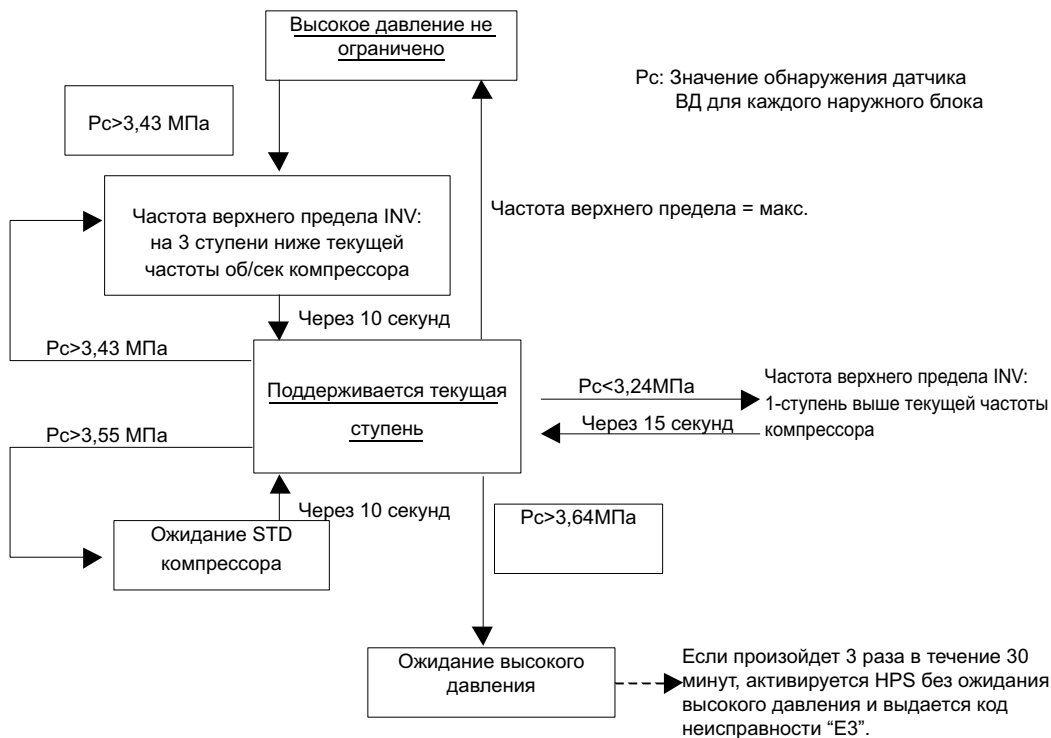 Высокое давление не
ограничено
Pc: Значение обнаружения датчика
ВД для каждого наружного блока
Pc>3,43 МПа
Частота верхнего предела INV:
на 3 ступени ниже текущей
частоты об/сек компрессора
Частота верхнего предела = макс.
Через 10 секунд
Pc>3,43 МПа
Поддерживается текущая
ступень
Pc<3,24МПа
Через 15 секунд
Частота верхнего предела INV:
1-ступень выше текущей частоты
компрессора
Pc>3,55 МПа
Через 10 секунд
Ожидание STD
компрессора
Pc>3,64МПа
Ожидание высокого
давления
Если произойдет 3 раза в течение 30
минут, активируется HPS без ожидания
высокого давления и выдается код
неисправности “E3”.